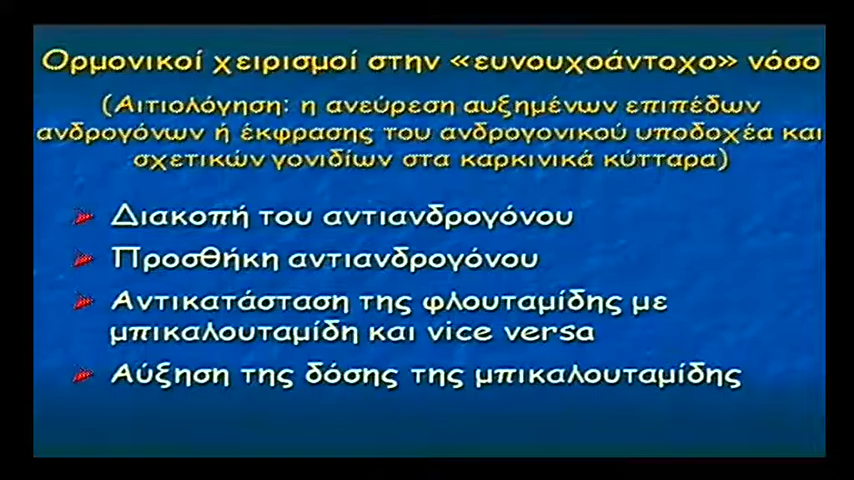 Ορμονικοί χειρισμοί στην «ευνουχοάντοχο» νόσο
(Αιτιολόγηση: η ανεύρεση αυξημένων επιπέδων
ανδρογόνων ή έκφρασης του ανδρογονικού υποδοχέα και
σχετικών γονιδίων στα καρκινικά κύτταρα)
Διακοπή του αντιανδρογόνου
Προσθήκη αντιανδρογόνου
Αντικατάσταση της φλουταμίδης με
μπικαλουταμίδη και vice versa
Αύξηση της δόσης της μπικαλουταμίδης